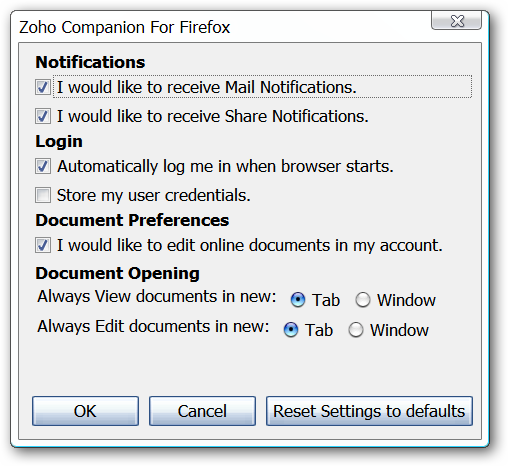 Zoho Companion For Firefox
Notifications
I would like to receive Mail Notifications.
I would like to receive Share Notifications.
Login
Automatically log me in when browser starts.
Store my user credentials.
Document Preferences
I would like to edit online documents in my account.
Document Opening
Always View documents in new: Tab Window
Always Edit documents in new: Tab Window
OK Cancel Reset Settings to defaults